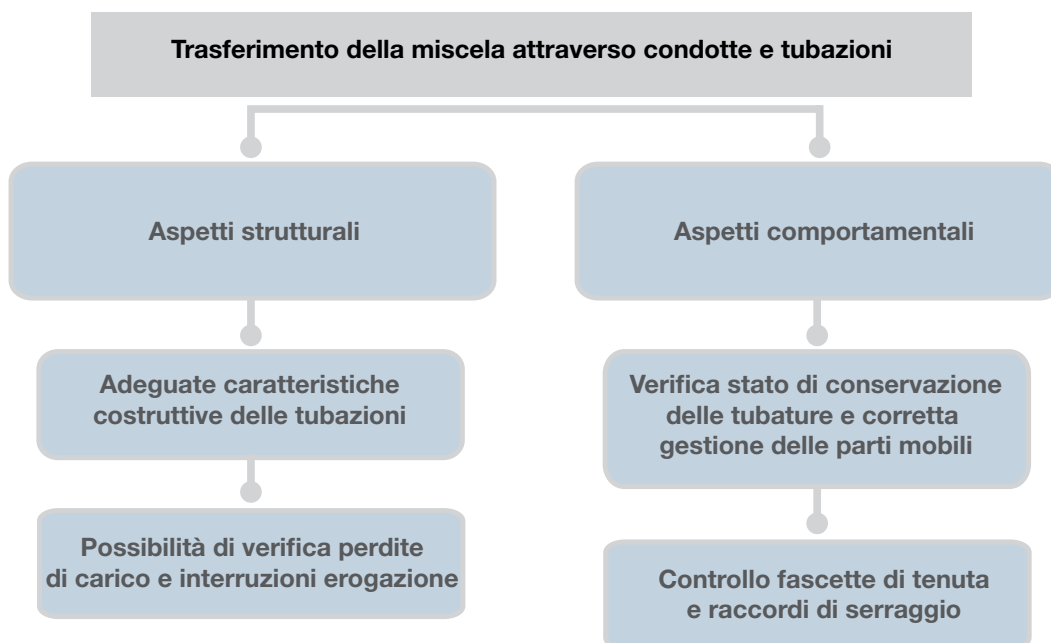 Trasferimento della miscela attraverso condotte e tubazioni
Aspetti strutturali
Adeguate caratteristiche
costruttive delle tubazioni
Possibilità di verifica perdite
di carico e interruzioni erogazione
Aspetti comportamentali
Verifica stato di conservazione
delle tubature e corretta
gestione delle parti mobili
Controllo fascette di tenuta
e raccordi di serraggio